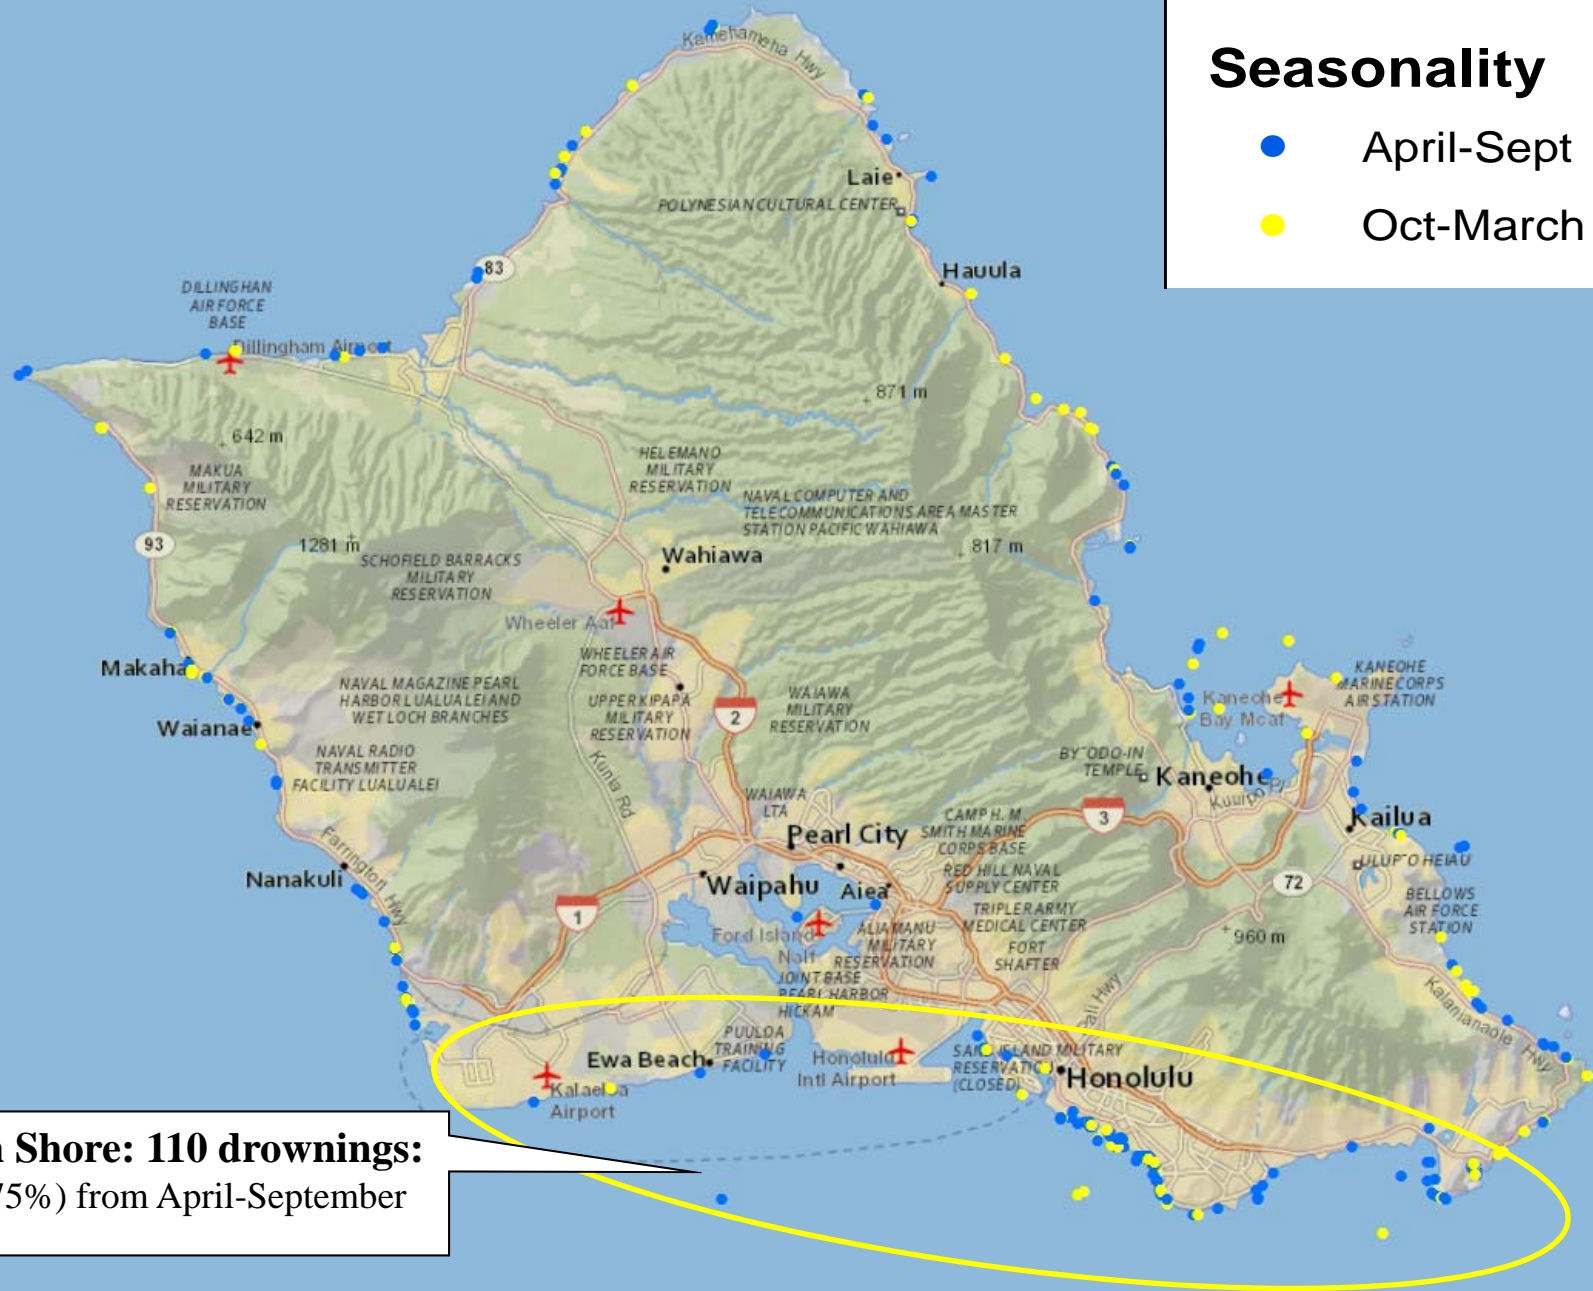 Seasonality
April-Sept
Oct-March
Kamehameha Hwy
Laie
POLYNESIAN CULTURAL CENTER
Hauula
83
DILLINGHAN
AIR FORCE
BASE
Dillingham Airport
871 m
642 m
MAKUA
MILITARY
RESERVATION
HELEMANO
MILITARY
RESERVATION
NAVAL COMPUTER AND
TELECOMMUNICATIONS AREA MASTER
STATION PACIFIC WAHIAWA
93
1281 m
817 m
SCHOFIELD BARRACKS
MILITARY
RESERVATION
Wahiawa
Wheeler Aaf
WHEELER AIR
FORCE BASE
Makaha
NAVAL MAGAZINE PEARL
HARBOR LUALUALEI AND
WET LOCH BRANCHES
UPPER KIPAPA
MILITARY
RESERVATION
2
WAIAWA
MILITARY
RESERVATION
KANEOHE
MARINE CORPS
AIR STATION
Kaneohe
Bay Mcaf
Waianae
NAVAL RADIO
TRANSMITTER
FACILITY LUALUALEI
Kunia Rd
BYODO-IN
TEMPLE
Kaneohe
WAIAWA
LTA
Pearl City
CAMP H. M.
SMITH MARINE
CORPS BASE
3
Kailua
Farrington Hwy
Nanakuli
Waipahu
Aiea
RED HILL NAVAL
SUPPLY CENTER
72
ULUPO HEIAU
1
Ford Island
Nalf
ALIAMANU
MILITARY
RESERVATION
TRIPLER ARMY
MEDICAL CENTER
FORT
SHAFTER
960 m
BELLOWS
AIR FORCE
STATION
JOINT BASE
PEARL HARBOR
HICKAM
Pali Hwy
Kalanianaole Hwy
PUULOA
TRAINING
FACILITY
Ewa Beach
Honolulu
Intl Airport
SAND ISLAND MILITARY
RESERVATION
(CLOSED)
Honolulu
Kalaeloa
Airport
Shore: 110 drownings:
75%) from April-September